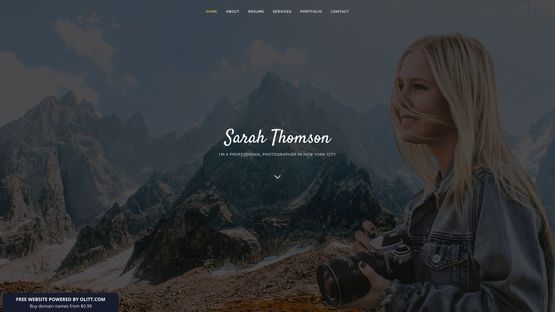 HOME ABOUT RESUME SERVICES PORTFOLIO CONTACT
Sarah Thomson
I'M A PROFESSIONAL PHOTOGRAPHER IN NEW YORK CITY
FREE WEBSITE POWERED BY OLITT.COM
Buy domain names from $0.99